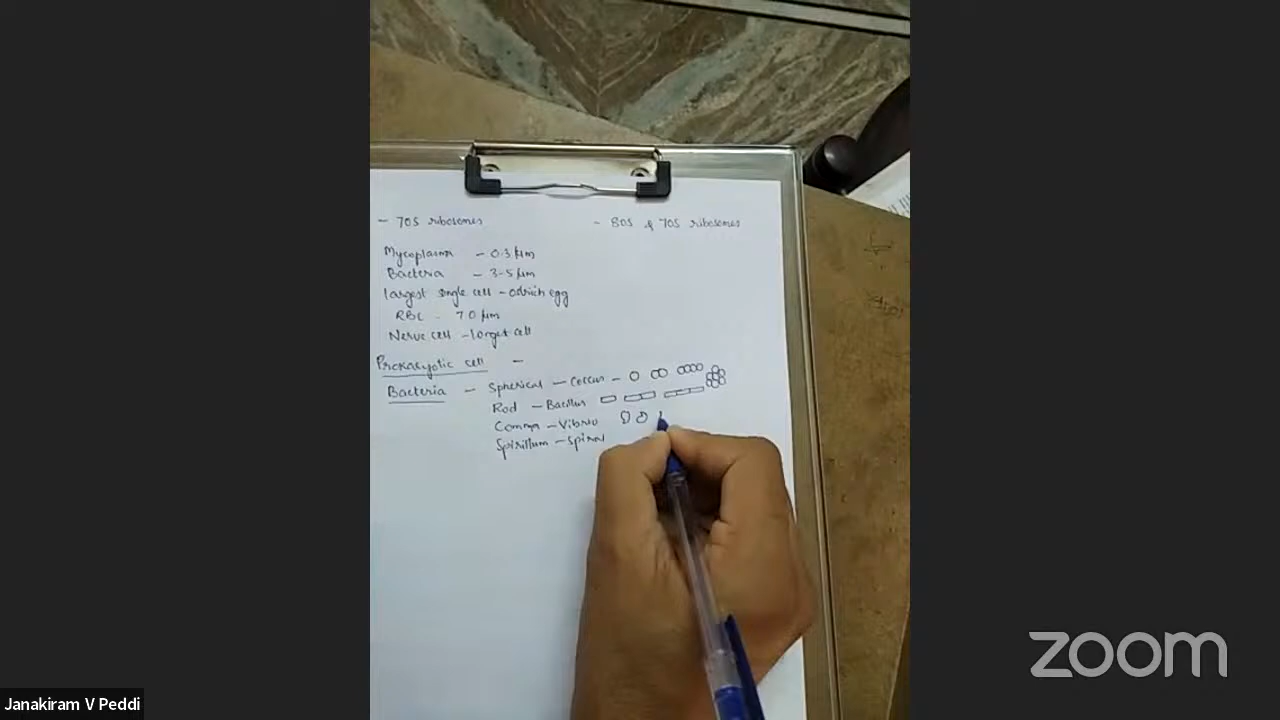 - 70S ribosomes - 80S & 70S ribosomes
Mycoplasma - 0.3 μm
Bacteria - 3-5 μm
largest single cell - ostrich egg
RBC - 7.0 μm
Nerve cell - longest cell
Prokaryotic cell -
Bacteria - Spherical - Coccus -
Rod - Bacillus
Comma - Vibrio
Spirillum - Spiral
zoom
Janakiram V Peddi